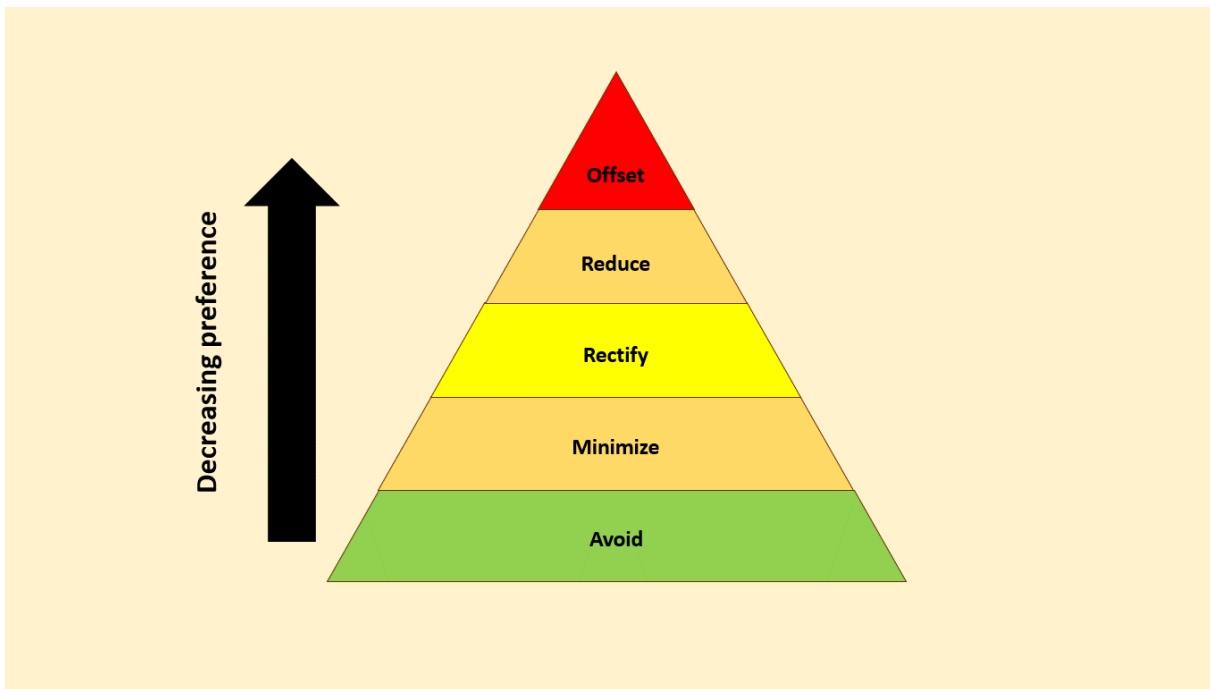 Offset
Reduce
Rectify
Minimize
Avoid
Decreasing preference